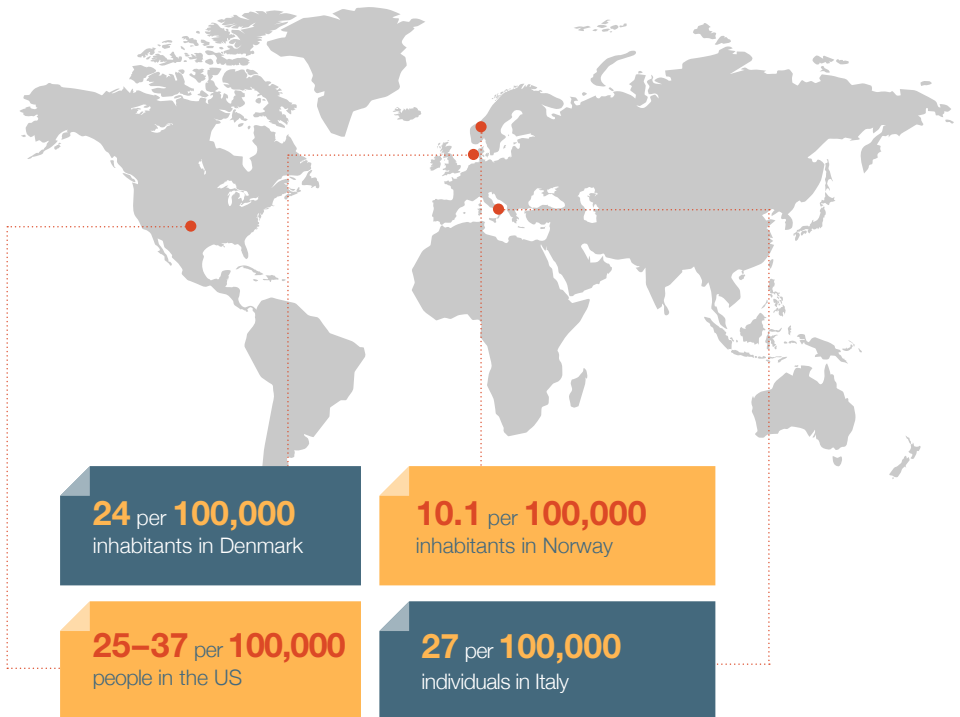 24 per 100,000
inhabitants in Denmark
10.1 per 100,000
inhabitants in Norway
25–37 per 100,000
people in the US
27 per 100,000
individuals in Italy